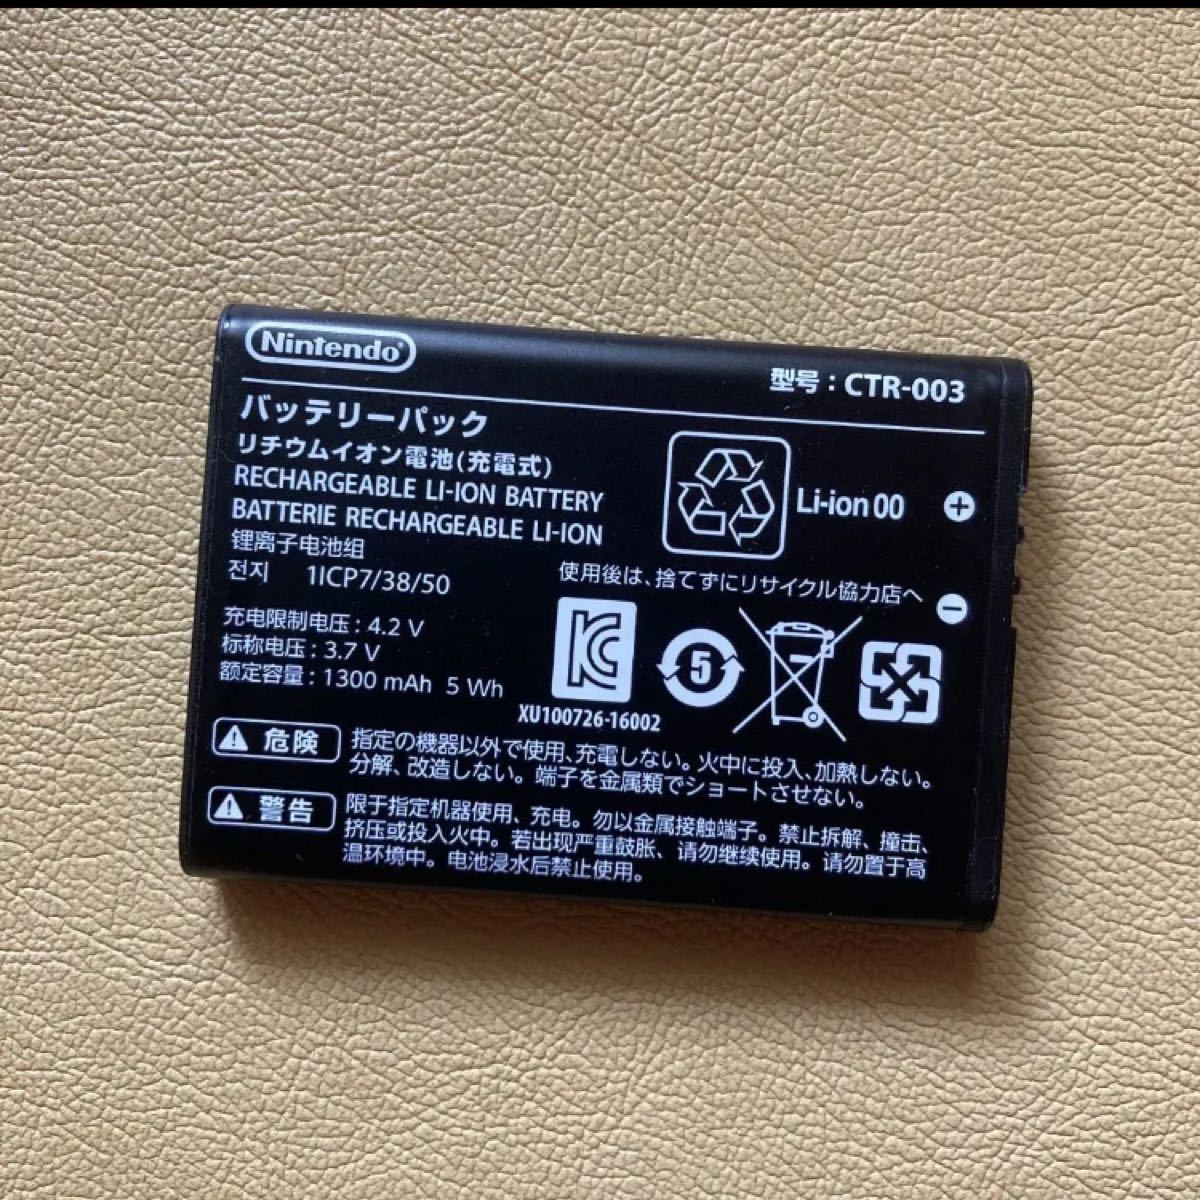 Nintendo®
型号：CTR-003
バッテリーパック
リチウムイオン電池(充電式)
RECHARGEABLE LI-ION BATTERY
BATTERIE RECHARGEABLE LI-ION
锂离子电池组
전지 1ICP7/38/50
Li-ion 00
使用後は、捨てずにリサイクル協力店へ
充电限制电压：4.2 V
标称电压：3.7 V
额定容量：1300 mAh 5 Wh
5
XU100726-16002
危険
指定の機器以外で使用、充電しない。火中に投入、加熱しない。
分解、改造しない。端子を金属類でショートさせない。
警告
限于指定机器使用、充电。勿以金属接触端子。禁止拆解、撞击、
挤压或投入火中。若出现严重鼓胀、请勿继续使用。请勿置于高
温环境中。电池浸水后禁止使用。